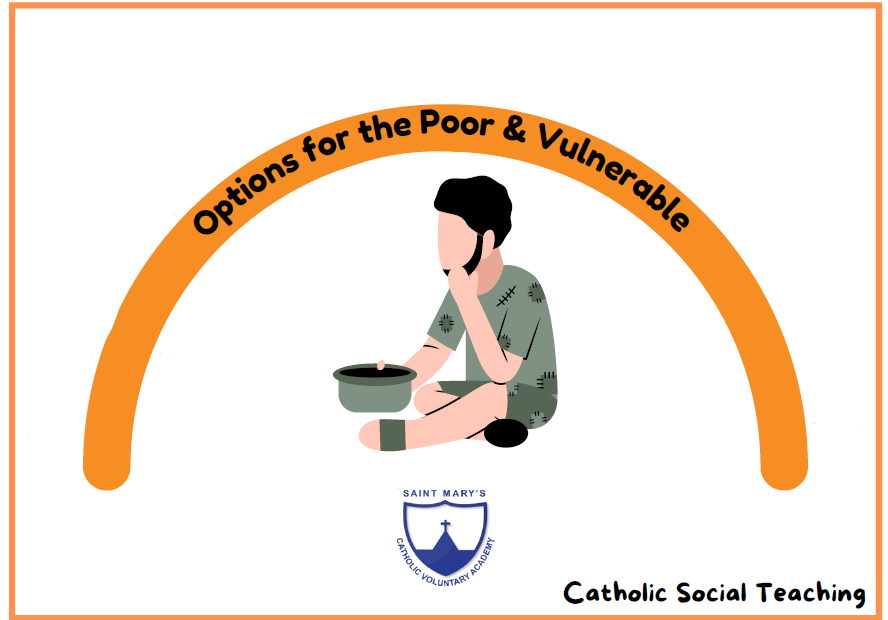 Options for the Poor & Vulnerable
SAINT MARY'S
CATHOLIC VOLUNTARY ACADEMY
Catholic Social Teaching